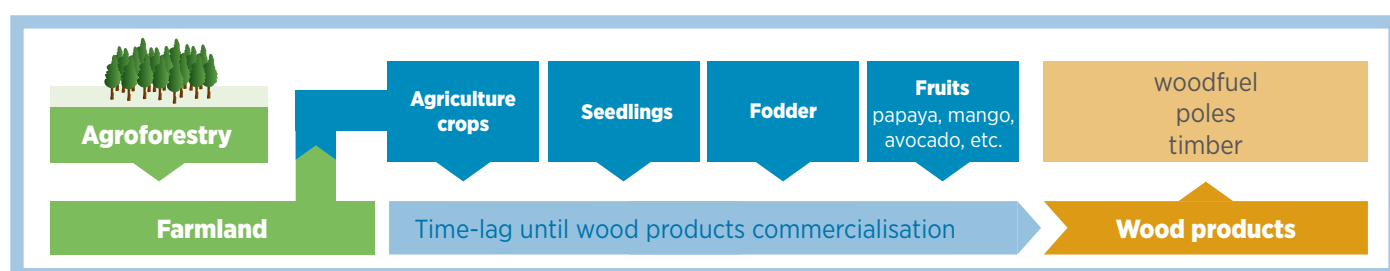 Agroforestry
Farmland
Agriculture
crops
Seedlings
Fodder
Fruits
papaya, mango,
avocado, etc.
Time-lag until wood products commercialisation
Wood products
woodfuel
poles
timber